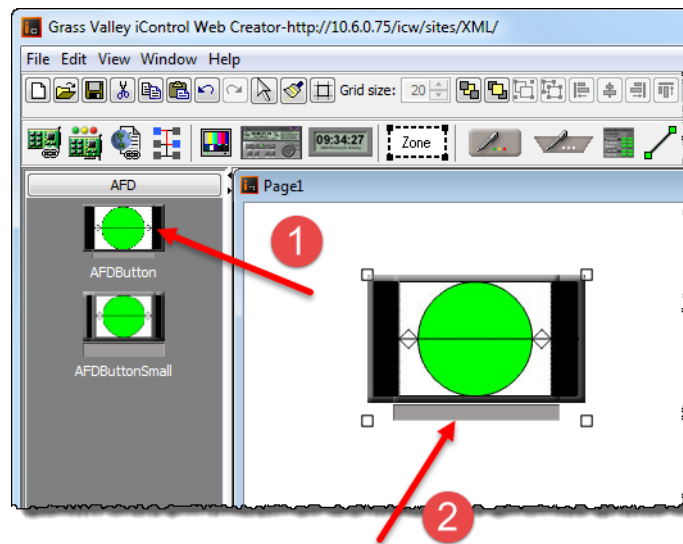 Grass Valley iControl Web Creator-http://10.6.0.75/icw/sites/XML/
File Edit View Window Help
Grid size: 20
09:34:27 Zone
AFD
Page1
1
AFDButton
AFDButtonSmall
2